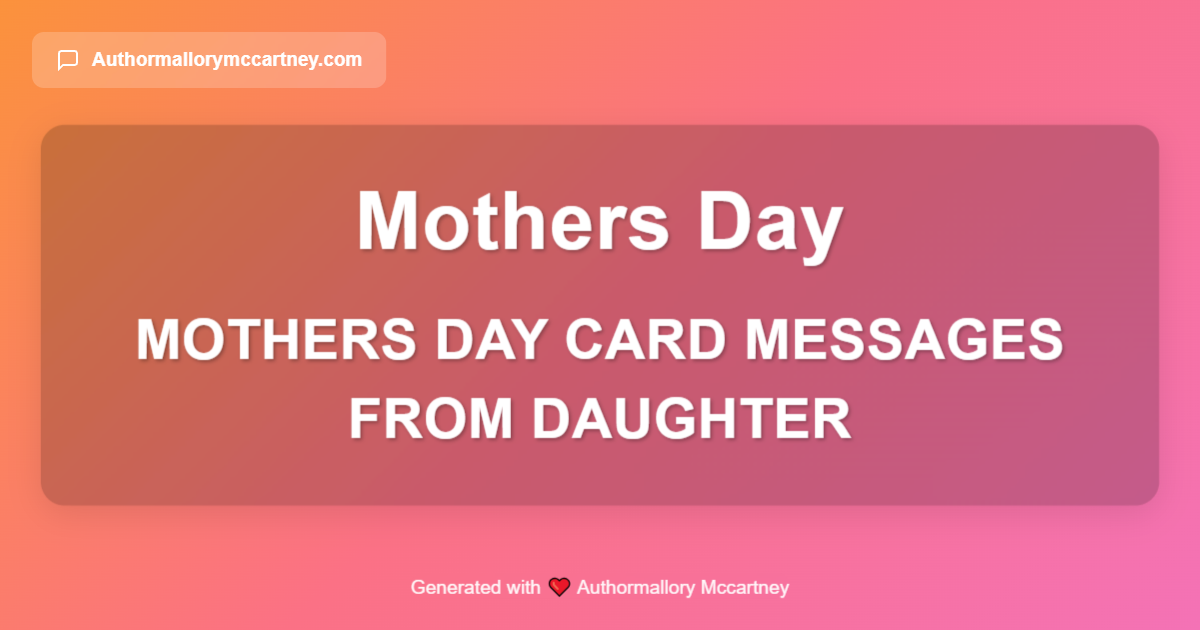 Authormallorymccartney.com
Mothers Day
MOTHERS DAY CARD MESSAGES
FROM DAUGHTER
Generated with ❤️ Authormallory Mccartney